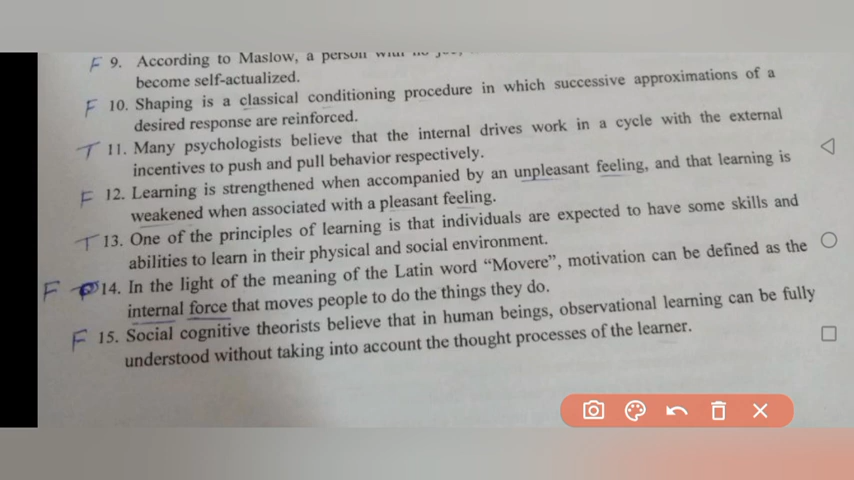 F 9. According to Maslow, a person with no
become self-actualized.
F 10. Shaping is a classical conditioning procedure in which successive approximations of a
desired response are reinforced.
T 11. Many psychologists believe that the internal drives work in a cycle with the external
incentives to push and pull behavior respectively.
F 12. Learning is strengthened when accompanied by an unpleasant feeling, and that learning is
weakened when associated with a pleasant feeling.
T 13. One of the principles of learning is that individuals are expected to have some skills and
abilities to learn in their physical and social environment.
F 14. In the light of the meaning of the Latin word “Movere”, motivation can be defined as the
internal force that moves people to do the things they do.
F 15. Social cognitive theorists believe that in human beings, observational learning can be fully
understood without taking into account the thought processes of the learner.